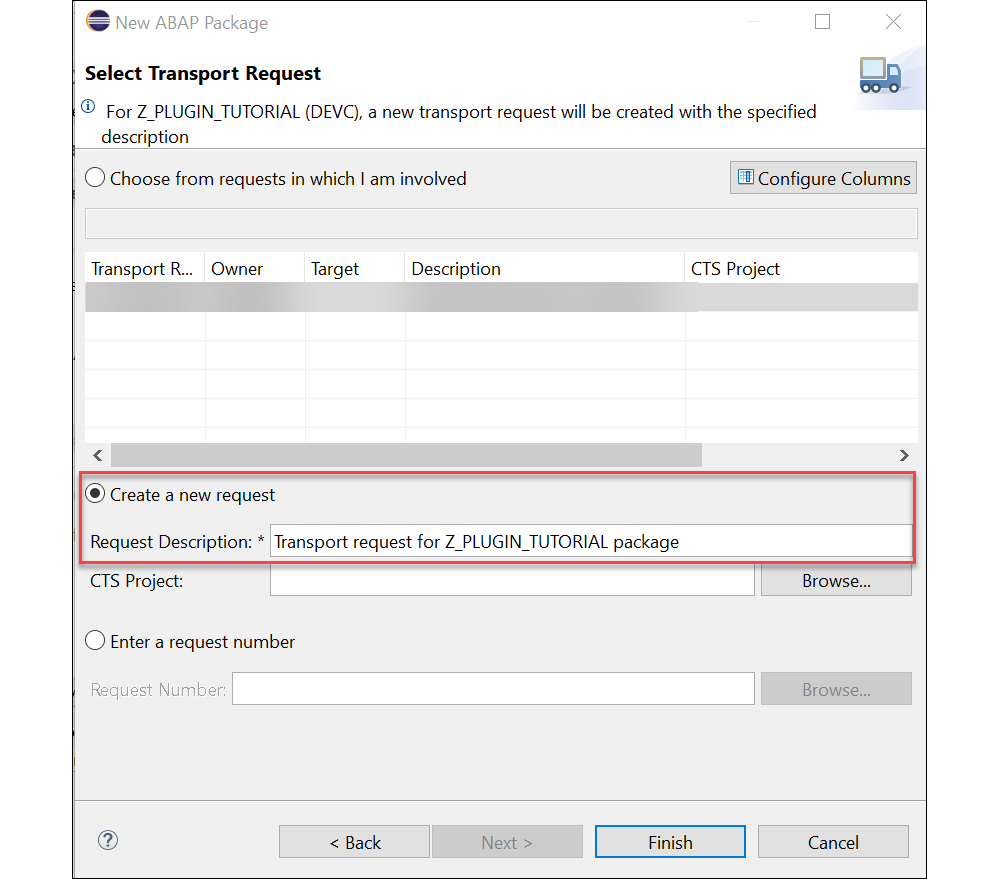 New ABAP Package
Select Transport Request
For Z_PLUGIN_TUTORIAL (DEVC), a new transport request will be created with the specified
description
Choose from requests in which I am involved
Configure Columns
Transport R... Owner Target Description CTS Project
Create a new request
Request Description: * Transport request for Z_PLUGIN_TUTORIAL package
CTS Project: Browse...
Enter a request number
Request Number: Browse...
< Back Next > Finish Cancel